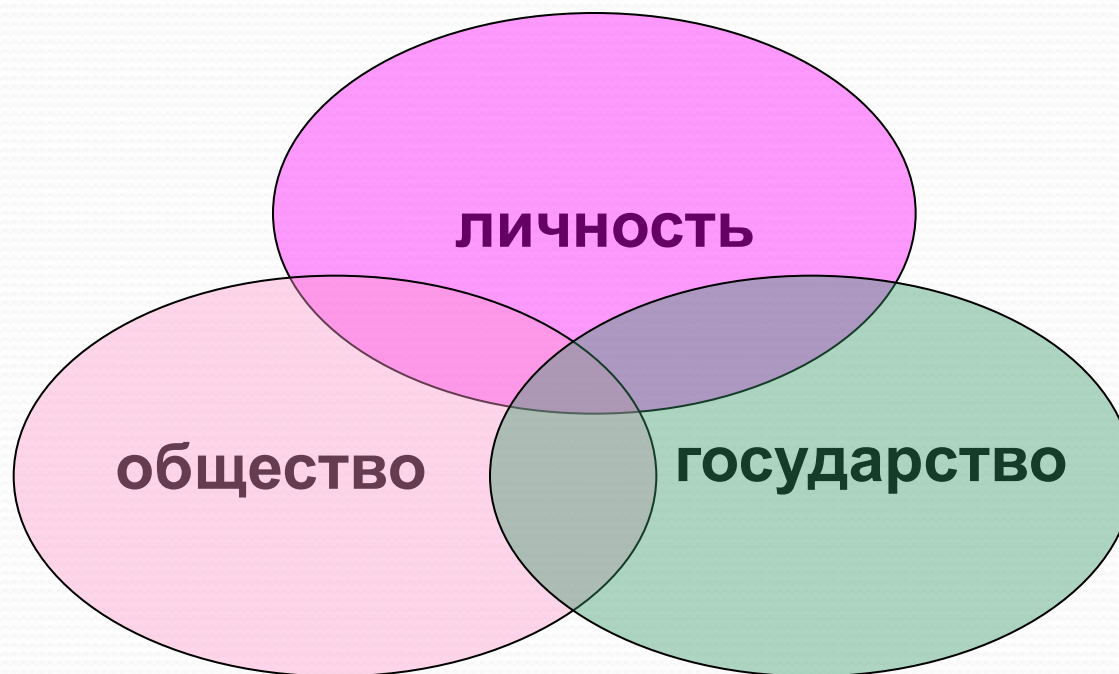 личность
общество
государство